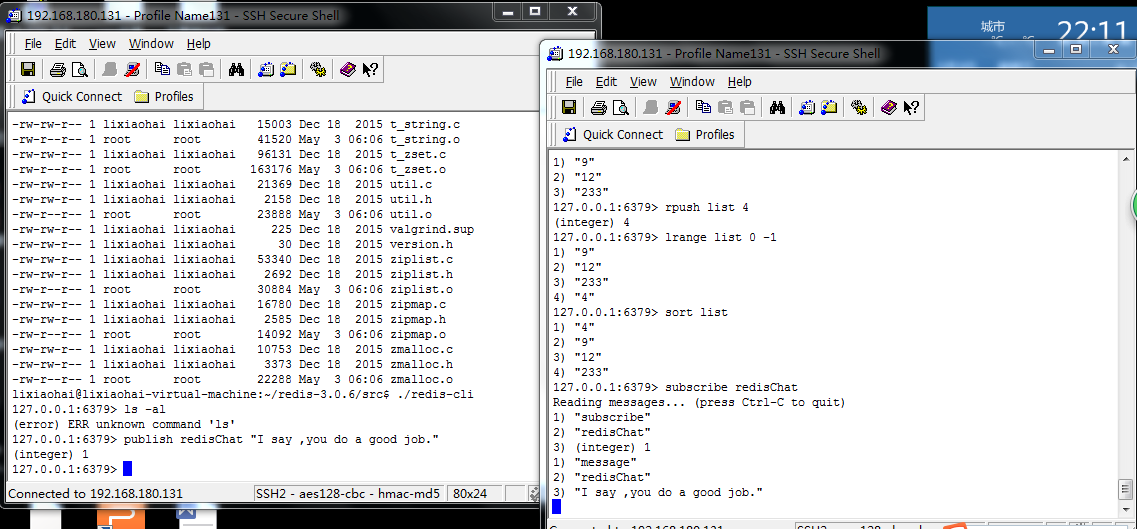 192.168.180.131 - Profile Name131 - SSH Secure Shell
File Edit View Window Help
Quick Connect Profiles
-rw-rw-r-- 1 lixiaohai lixiaohai 15003 Dec 18 2015 t_string.c
-rw-r--r-- 1 root root 41520 May 3 06:06 t_string.o
-rw-rw-r-- 1 lixiaohai lixiaohai 96131 Dec 18 2015 t_zset.c
-rw-r--r-- 1 root root 163176 May 3 06:06 t_zset.o
-rw-rw-r-- 1 lixiaohai lixiaohai 21369 Dec 18 2015 util.c
-rw-rw-r-- 1 lixiaohai lixiaohai 2158 Dec 18 2015 util.h
-rw-r--r-- 1 root root 23888 May 3 06:06 util.o
-rw-rw-r-- 1 lixiaohai lixiaohai 225 Dec 18 2015 valgrind.sup
-rw-rw-r-- 1 lixiaohai lixiaohai 30 Dec 18 2015 version.h
-rw-rw-r-- 1 lixiaohai lixiaohai 53340 Dec 18 2015 ziplist.c
-rw-rw-r-- 1 lixiaohai lixiaohai 2692 Dec 18 2015 ziplist.h
-rw-r--r-- 1 root root 30884 May 3 06:06 ziplist.o
-rw-rw-r-- 1 lixiaohai lixiaohai 16780 Dec 18 2015 zipmap.c
-rw-rw-r-- 1 lixiaohai lixiaohai 2585 Dec 18 2015 zipmap.h
-rw-r--r-- 1 root root 14092 May 3 06:06 zipmap.o
-rw-rw-r-- 1 lixiaohai lixiaohai 10753 Dec 18 2015 zmalloc.c
-rw-rw-r-- 1 lixiaohai lixiaohai 3373 Dec 18 2015 zmalloc.h
-rw-r--r-- 1 root root 22288 May 3 06:06 zmalloc.o
lixiaohai@lixiaohai-virtual-machine:~/redis-3.0.6/src$ ./redis-cli
127.0.0.1:6379> ls -al
(error) ERR unknown command 'ls'
127.0.0.1:6379> publish redisChat "I say ,you do a good job."
(integer) 1
127.0.0.1:6379>
Connected to 192.168.180.131 SSH2 - aes128-cbc - hmac-md5 80x24
城市
℃ ℃
22:11
192.168.180.131 - Profile Name131 - SSH Secure Shell
File Edit View Window Help
Quick Connect Profiles
1) "9"
2) "12"
3) "233"
127.0.0.1:6379> rpush list 4
(integer) 4
127.0.0.1:6379> lrange list 0 -1
1) "9"
2) "12"
3) "233"
4) "4"
127.0.0.1:6379> sort list
1) "4"
2) "9"
3) "12"
4) "233"
127.0.0.1:6379> subscribe redisChat
Reading messages... (press Ctrl-C to quit)
1) "subscribe"
2) "redisChat"
3) (integer) 1
1) "message"
2) "redisChat"
3) "I say ,you do a good job."